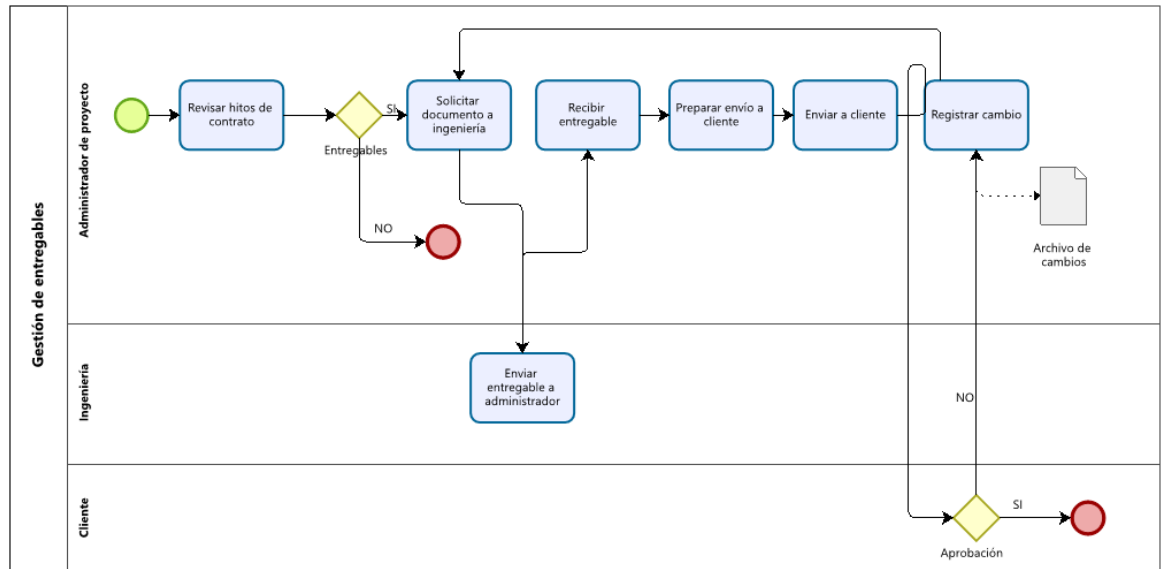 Gestión de entregables
Administrador de proyecto
Revisar hitos de
contrato
Entregables
SI
NO
Solicitar
documento a
ingeniería
Recibir
entregable
Preparar envío a
cliente
Enviar a cliente
Registrar cambio
Archivo de
cambios
Ingeniería
Enviar
entregable a
administrador
NO
Cliente
Aprobación
SI